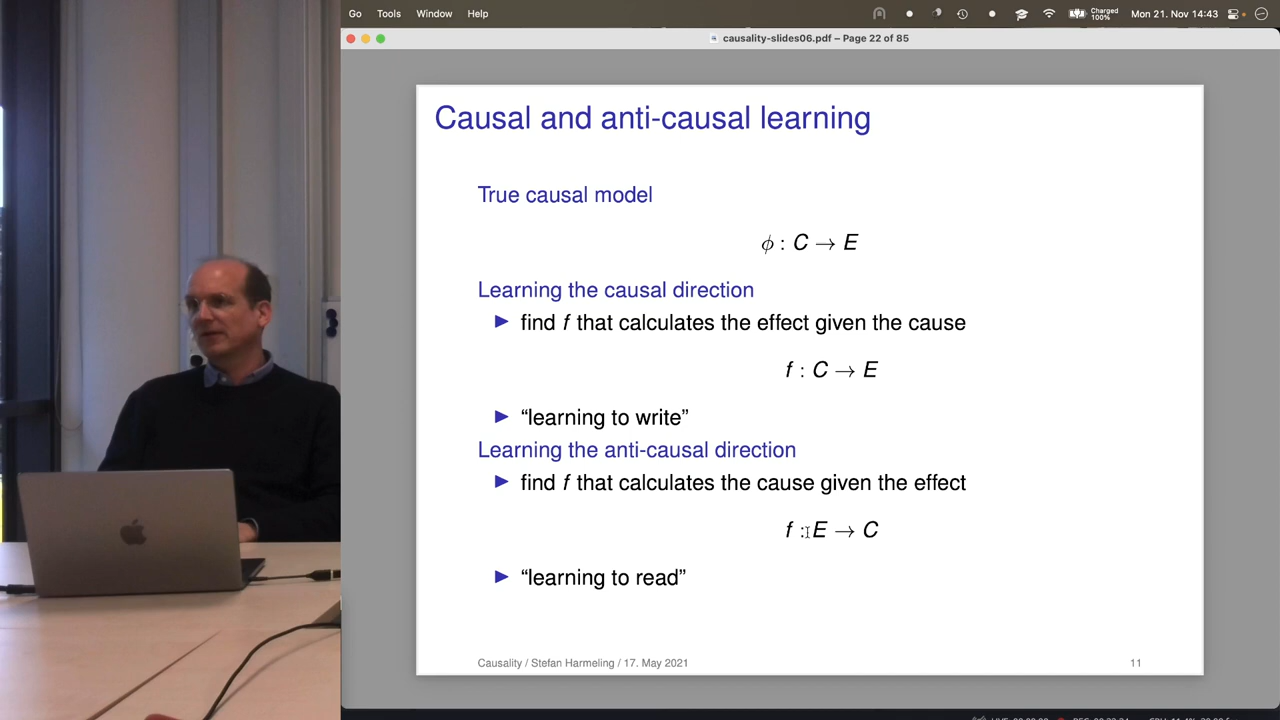 Go Tools Window Help Charged 100% Mon 21. Nov 14:43
causality-slides06.pdf – Page 22 of 85
Causal and anti-causal learning
True causal model
ϕ : C → E
Learning the causal direction
▶ find f that calculates the effect given the cause
f : C → E
▶ “learning to write”
Learning the anti-causal direction
▶ find f that calculates the cause given the effect
f : E → C
▶ “learning to read”
Causality / Stefan Harmeling / 17. May 2021 11